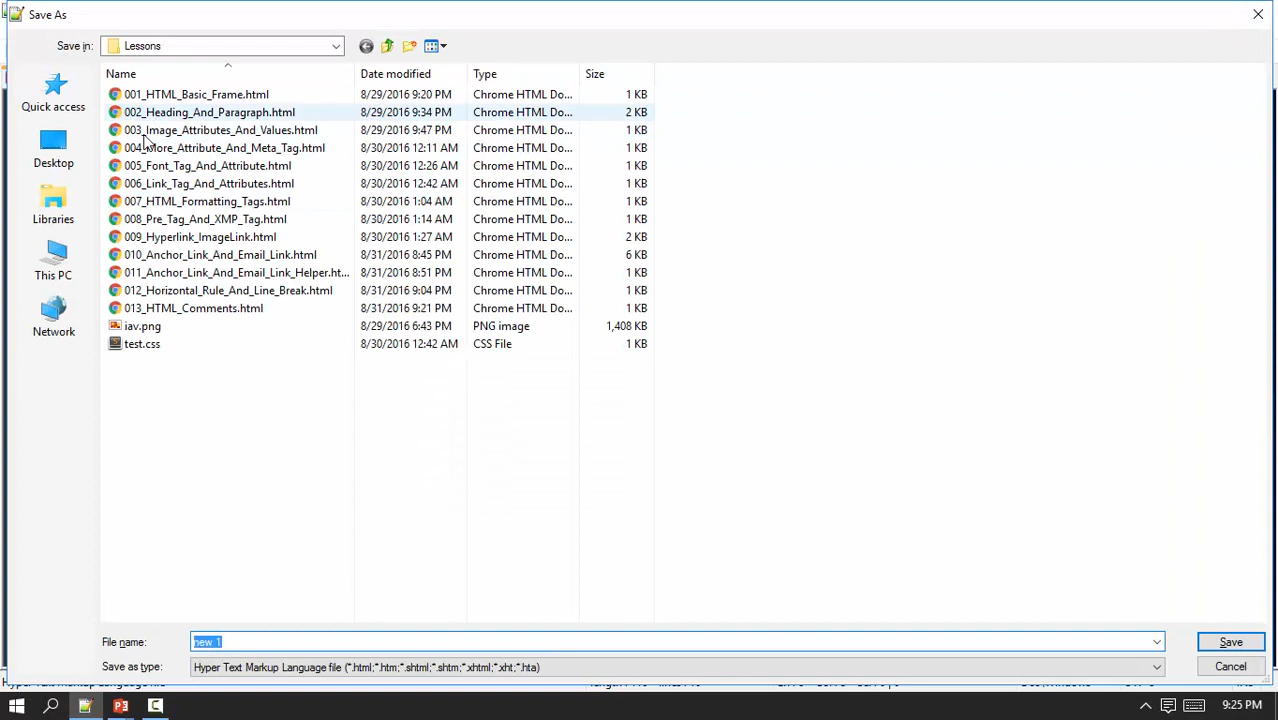 Save As
Save in: Lessons
Name Date modified Type Size
001_HTML_Basic_Frame.html 8/29/2016 9:20 PM Chrome HTML Do... 1 KB
002_Heading_And_Paragraph.html 8/29/2016 9:34 PM Chrome HTML Do... 2 KB
003_Image_Attributes_And_Values.html 8/29/2016 9:47 PM Chrome HTML Do... 1 KB
004_More_Attribute_And_Meta_Tag.html 8/30/2016 12:11 AM Chrome HTML Do... 1 KB
005_Font_Tag_And_Attribute.html 8/30/2016 12:26 AM Chrome HTML Do... 1 KB
006_Link_Tag_And_Attributes.html 8/30/2016 12:42 AM Chrome HTML Do... 1 KB
007_HTML_Formatting_Tags.html 8/30/2016 1:04 AM Chrome HTML Do... 1 KB
008_Pre_Tag_And_XMP_Tag.html 8/30/2016 1:14 AM Chrome HTML Do... 1 KB
009_Hyperlink_ImageLink.html 8/30/2016 1:27 AM Chrome HTML Do... 2 KB
010_Anchor_Link_And_Email_Link.html 8/31/2016 8:45 PM Chrome HTML Do... 6 KB
011_Anchor_Link_And_Email_Link_Helper.ht... 8/31/2016 8:51 PM Chrome HTML Do... 1 KB
012_Horizontal_Rule_And_Line_Break.html 8/31/2016 9:04 PM Chrome HTML Do... 1 KB
013_HTML_Comments.html 8/31/2016 9:21 PM Chrome HTML Do... 1 KB
iav.png 8/29/2016 6:43 PM PNG image 1,408 KB
test.css 8/30/2016 12:42 AM CSS File 1 KB
Quick access
Desktop
Libraries
This PC
Network
File name: new 1 Save
Save as type: Hyper Text Markup Language file (*.html;*.htm;*.shtml;*.shtm;*.xhtml;*.xht;*.hta) Cancel
9:25 PM